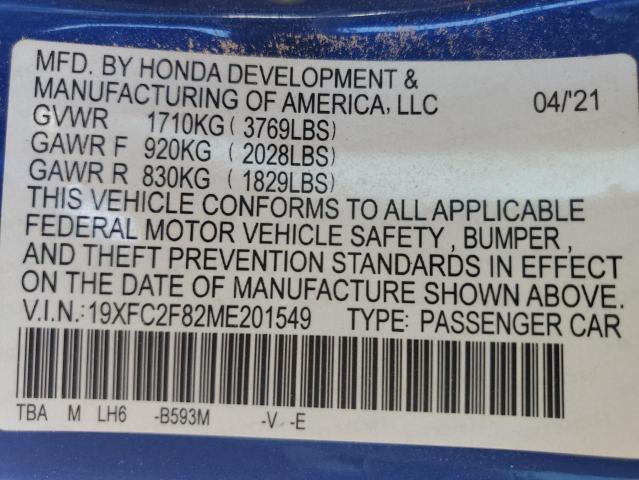 MFD. BY HONDA DEVELOPMENT &
MANUFACTURING OF AMERICA, LLC 04/'21
GVWR 1710KG ( 3769LBS)
GAWR F 920KG ( 2028LBS)
GAWR R 830KG ( 1829LBS)
THIS VEHICLE CONFORMS TO ALL APPLICABLE
FEDERAL MOTOR VEHICLE SAFETY , BUMPER ,
AND THEFT PREVENTION STANDARDS IN EFFECT
ON THE DATE OF MANUFACTURE SHOWN ABOVE.
V.I.N.:19XFC2F82ME201549 TYPE: PASSENGER CAR
TBA M LH6 -B593M -V -E